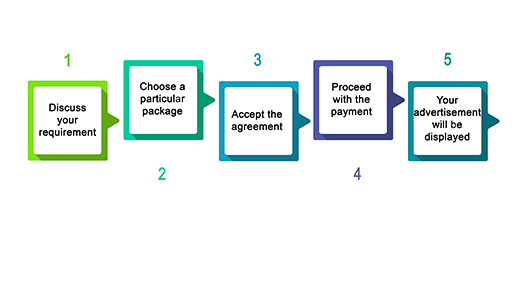 1
Discuss
your
requirement
2
Choose a
particular
package
3
Accept the
agreement
4
Proceed
with the
payment
5
Your
advertisement
will be
displayed